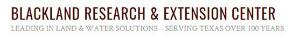 BLACKLAND RESEARCH & EXTENSION CENTER
LEADING IN LAND & WATER SOLUTIONS - SERVING TEXAS OVER 100 YEARS